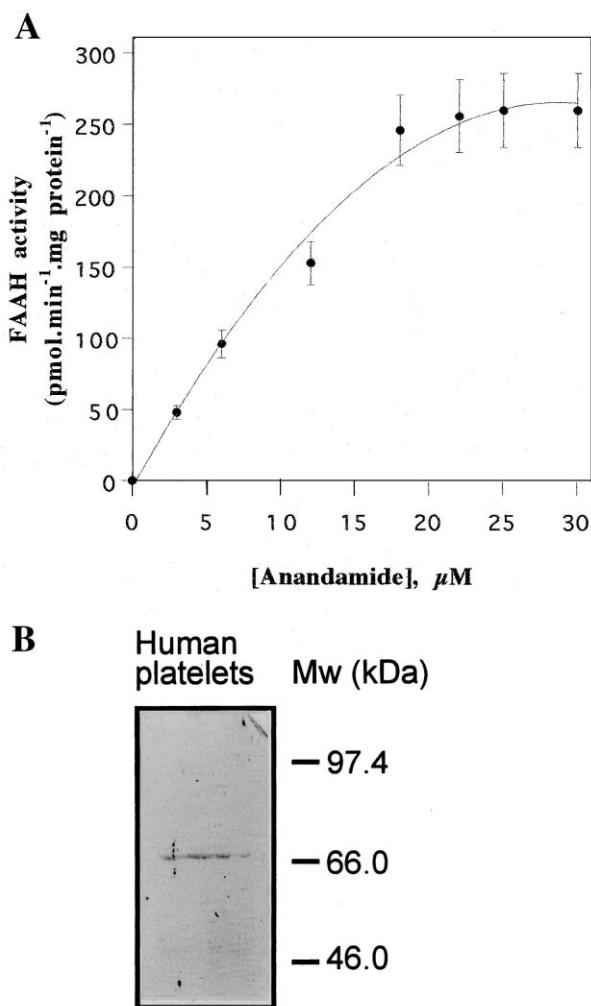 A
300
250
200
150
100
50
0
FAAH activity
(pmol.min⁻¹.mg protein⁻¹)
0 5 10 15 20 25 30
[Anandamide], µM
B
Human
platelets
Mw (kDa)
97.4
66.0
46.0